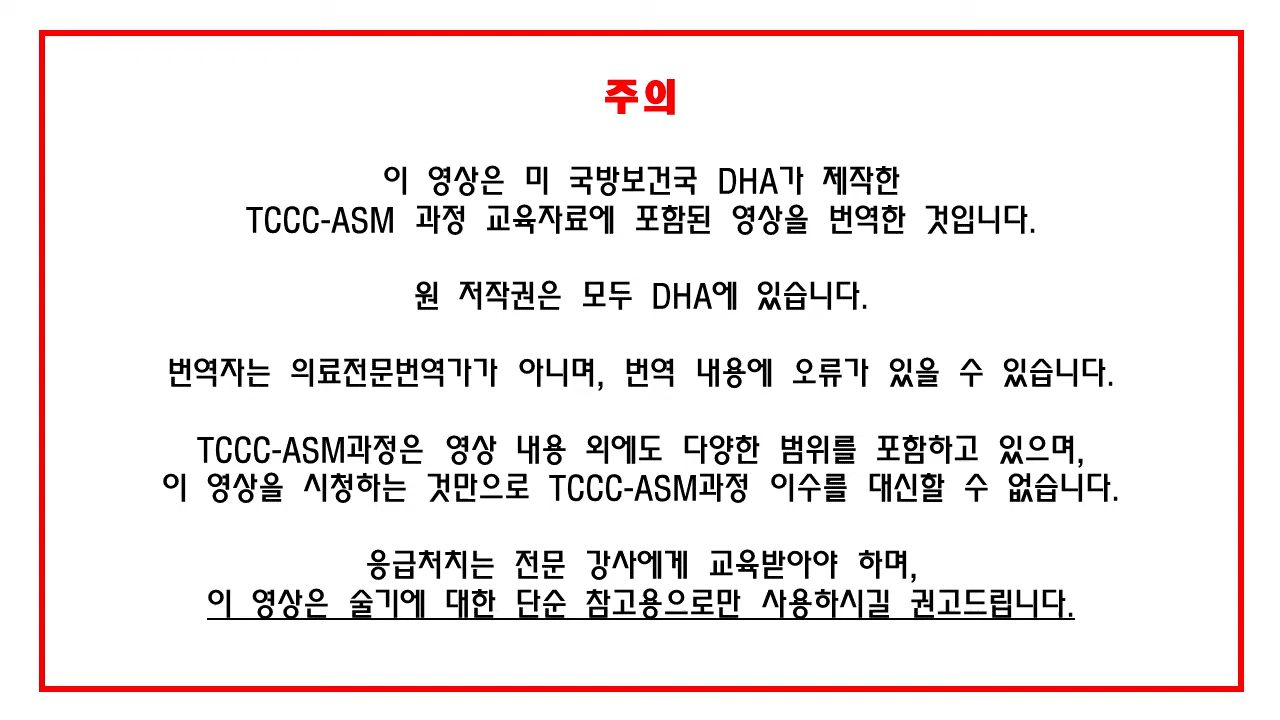 주의
이 영상은 미 국방보건국 DHA가 제작한
TCCC-ASM 과정 교육자료에 포함된 영상을 번역한 것입니다.
원 저작권은 모두 DHA에 있습니다.
번역자는 의료전문번역가가 아니며, 번역 내용에 오류가 있을 수 있습니다.
TCCC-ASM과정은 영상 내용 외에도 다양한 범위를 포함하고 있으며,
이 영상을 시청하는 것만으로 TCCC-ASM과정 이수를 대신할 수 없습니다.
응급처치는 전문 강사에게 교육받아야 하며,
이 영상은 술기에 대한 단순 참고용으로만 사용하시길 권고드립니다.